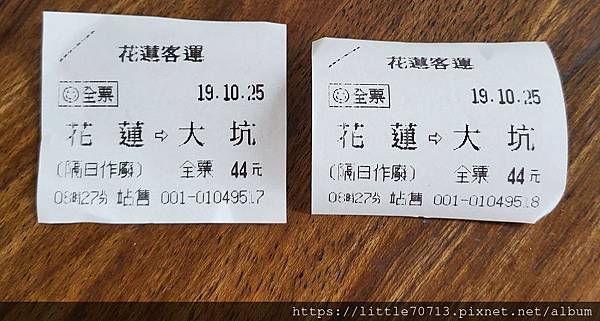 花蓮客運
全票 19.10.25
花蓮⇨大坑
(隔日作廢) 全票 44元
08時27分 站售 001-01049517
花蓮客運
全票 19.10.25
花蓮⇨大坑
(隔日作廢) 全票 44元
08時27分 站售 001-01049518
https://little70713.pixnet.net/album